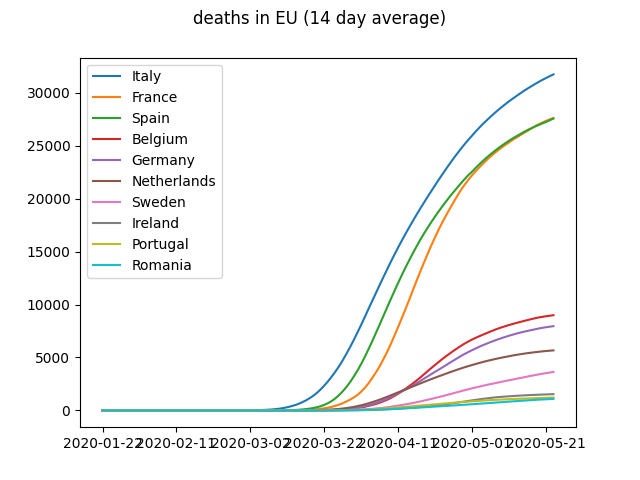 deaths in EU (14 day average)
Italy
France
Spain
Belgium
Germany
Netherlands
Sweden
Ireland
Portugal
Romania
30000
25000
20000
15000
10000
5000
0
2020-01-22 2020-02-11 2020-03-02 2020-03-22 2020-04-11 2020-05-01 2020-05-21